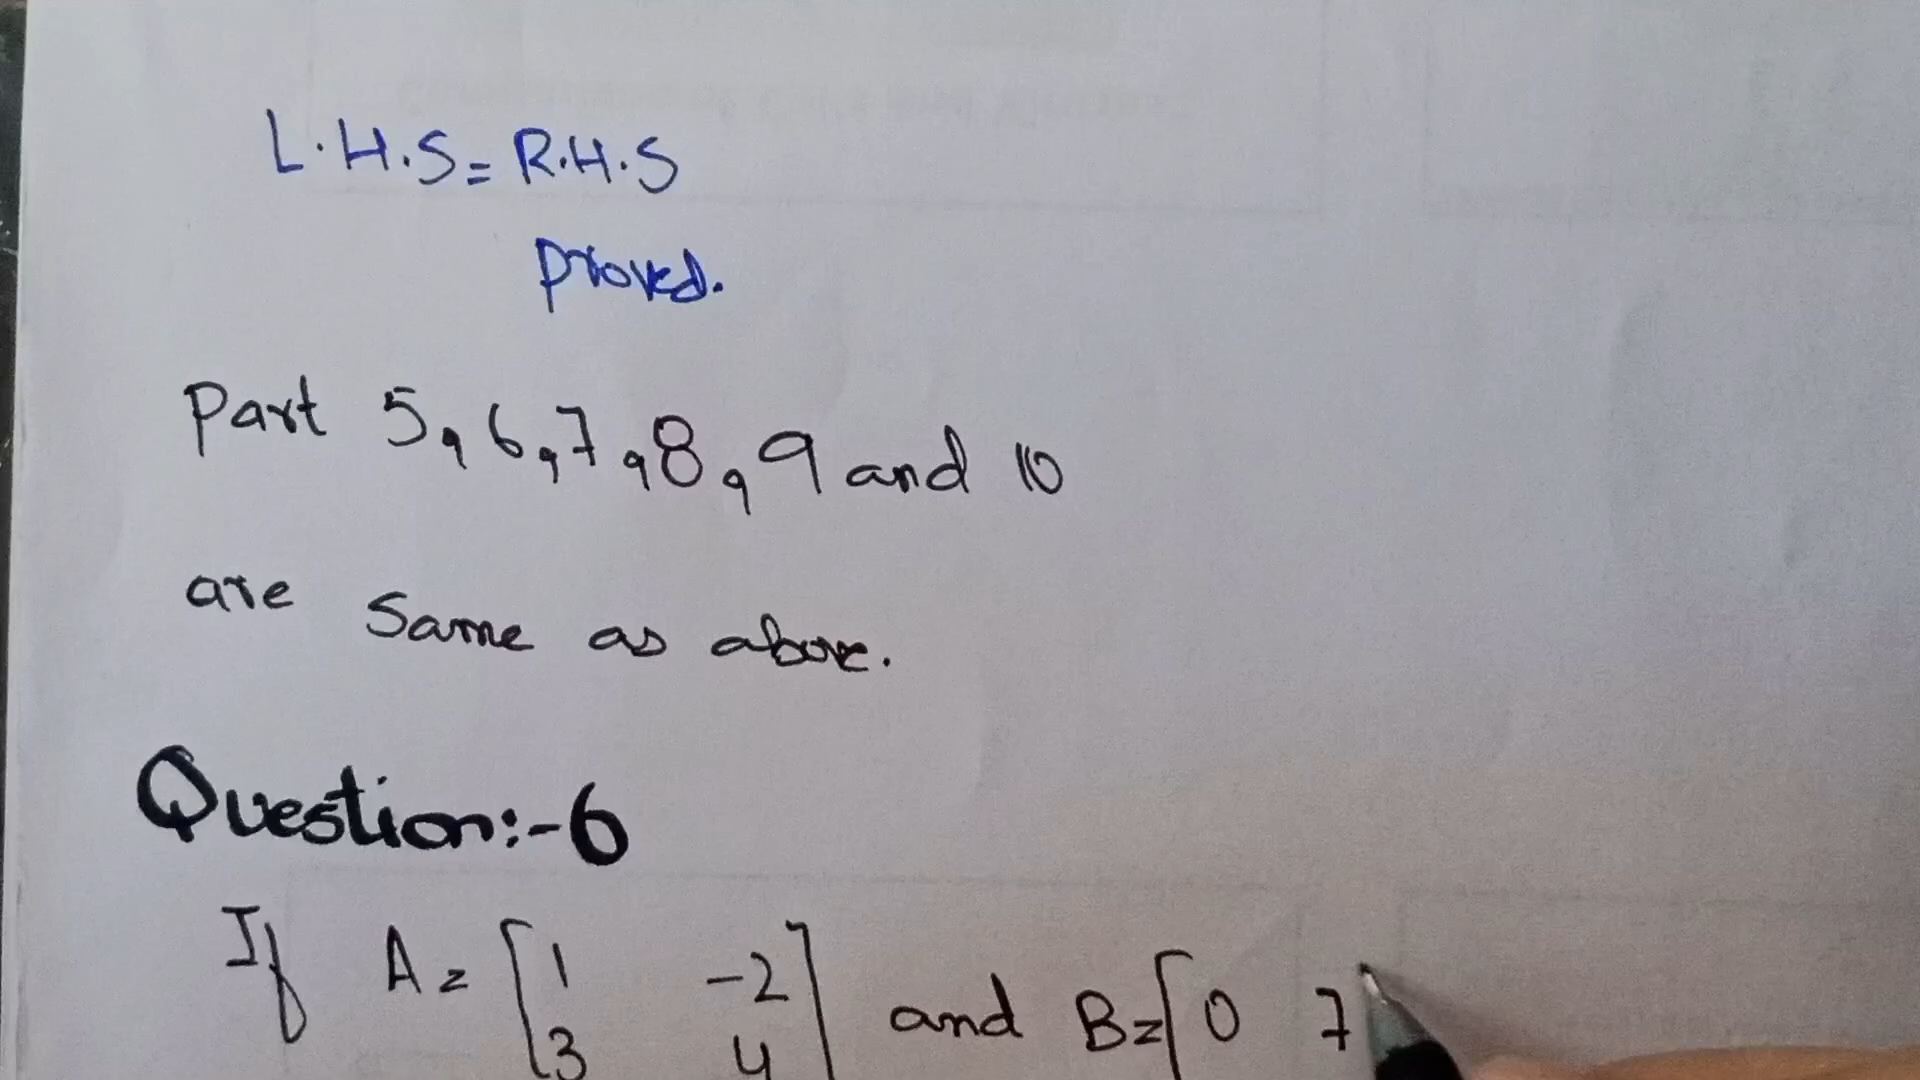 L.H.S = R.H.S
Proved.
Part 5, 6, 7, 8, 9 and 10
are Same as above.
Question:-6
If A = [1 -2] and B = [0 7
3 4